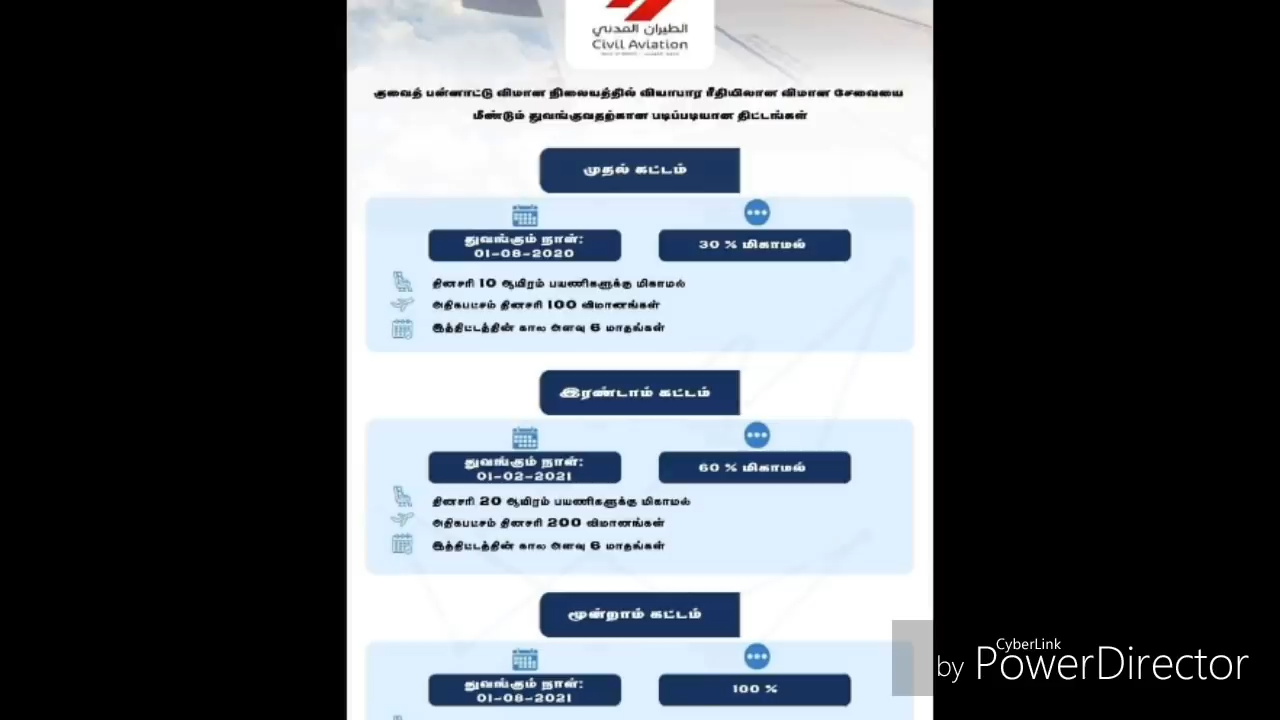 الطيران المدني
Civil Aviation
குவைத் பன்னாட்டு விமான நிலையத்தில் வியாபார ரீதியிலான விமான சேவையை
மீண்டும் துவங்குவதற்கான படிப்படியான திட்டங்கள்
முதல் கட்டம்
துவங்கும் நாள்:
01-08-2020
30 % மிகாமல்
தினசரி 10 ஆயிரம் பயணிகளுக்கு மிகாமல்
அதிகபட்சம் தினசரி 100 விமானங்கள்
இத்திட்டத்தின் கால அளவு 6 மாதங்கள்
இரண்டாம் கட்டம்
துவங்கும் நாள்:
01-02-2021
60 % மிகாமல்
தினசரி 20 ஆயிரம் பயணிகளுக்கு மிகாமல்
அதிகபட்சம் தினசரி 200 விமானங்கள்
இத்திட்டத்தின் கால அளவு 6 மாதங்கள்
மூன்றாம் கட்டம்
துவங்கும் நாள்:
01-08-2021
100 %
CyberLink
by PowerDirector